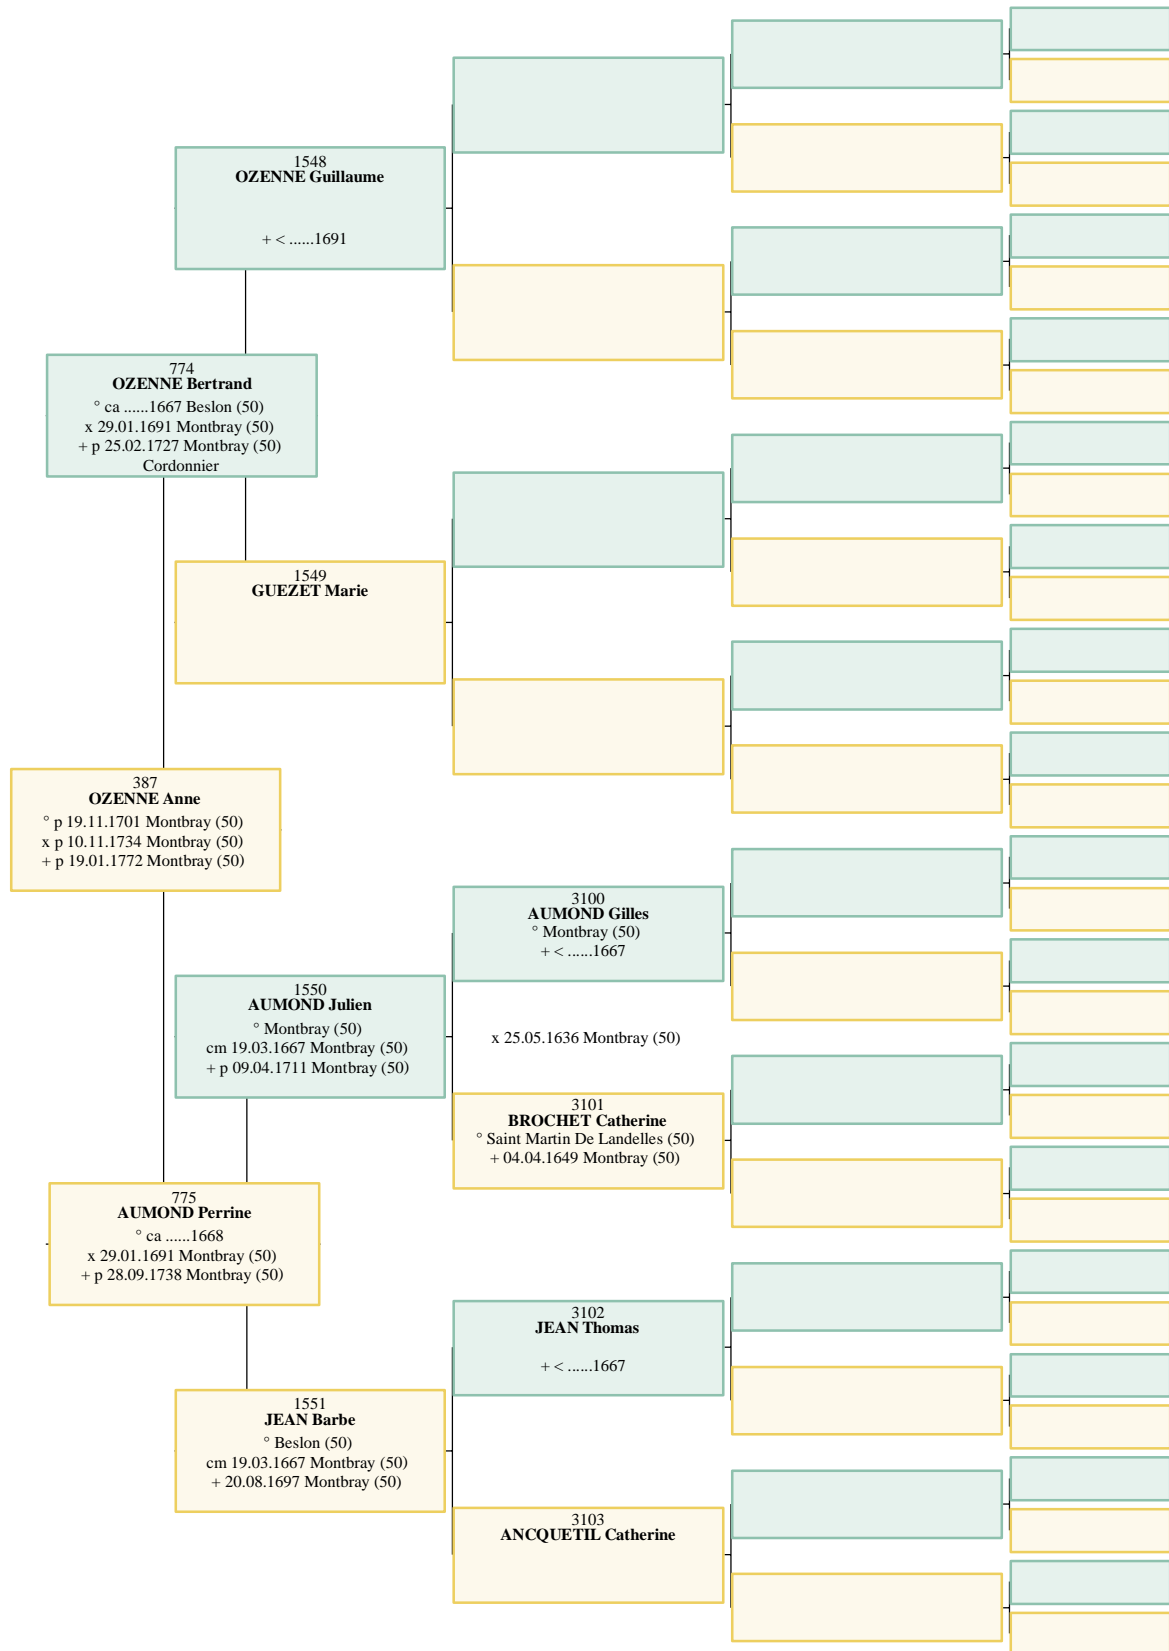 1548
OZENNE Guillaume
+ < ......1691
774
OZENNE Bertrand
° ca ......1667 Beslon (50)
x 29.01.1691 Montbray (50)
+ p 25.02.1727 Montbray (50)
Cordonnier
1549
GUEZET Marie
387
OZENNE Anne
° p 19.11.1701 Montbray (50)
x p 10.11.1734 Montbray (50)
+ p 19.01.1772 Montbray (50)
3100
AUMOND Gilles
° Montbray (50)
+ < ......1667
1550
AUMOND Julien
° Montbray (50)
cm 19.03.1667 Montbray (50)
+ p 09.04.1711 Montbray (50)
x 25.05.1636 Montbray (50)
3101
BROCHET Catherine
° Saint Martin De Landelles (50)
+ 04.04.1649 Montbray (50)
775
AUMOND Perrine
° ca ......1668
x 29.01.1691 Montbray (50)
+ p 28.09.1738 Montbray (50)
3102
JEAN Thomas
+ < ......1667
1551
JEAN Barbe
° Beslon (50)
cm 19.03.1667 Montbray (50)
+ 20.08.1697 Montbray (50)
3103
ANCQUETIL Catherine